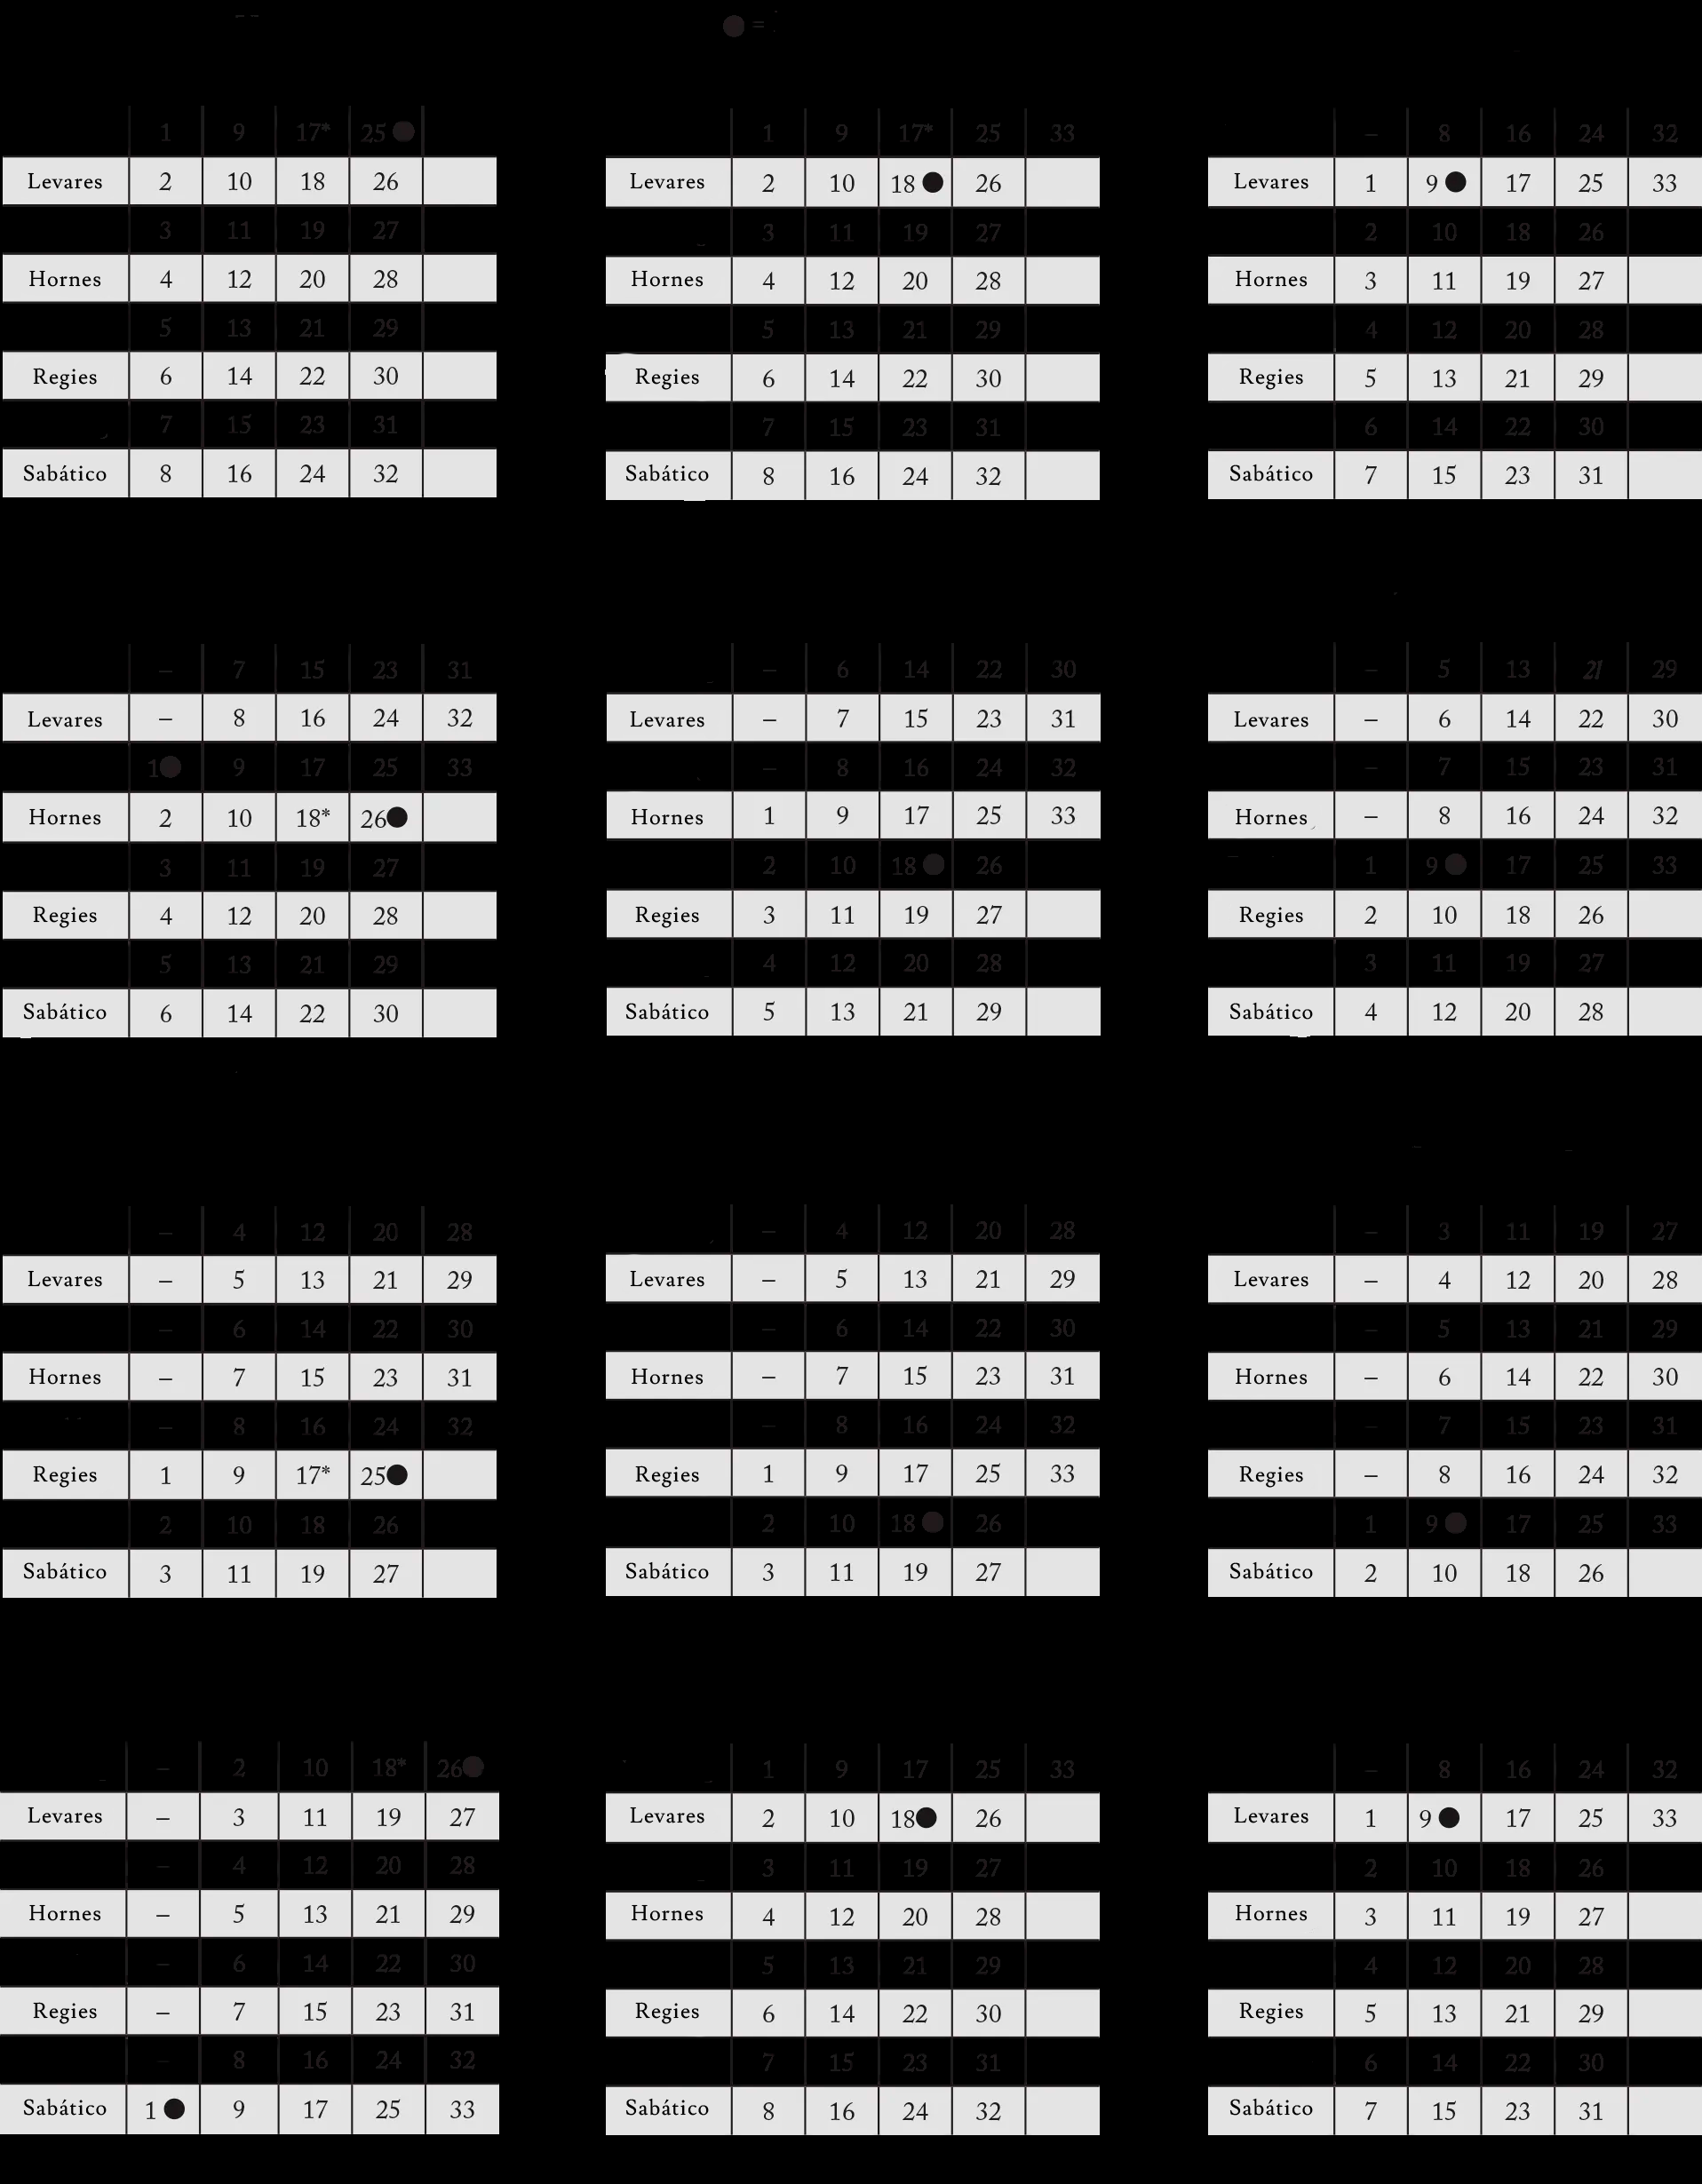 ● =
1 9 17* 25 ●
Levares 2 10 18 26
3 11 19 27
Hornes 4 12 20 28
5 13 21 29
Regies 6 14 22 30
7 15 23 31
Sabático 8 16 24 32
1 9 17* 25 33
Levares 2 10 18 ● 26
3 11 19 27
Hornes 4 12 20 28
5 13 21 29
Regies 6 14 22 30
7 15 23 31
Sabático 8 16 24 32
– 8 16 24 32
Levares 1 9 ● 17 25 33
2 10 18 26
Hornes 3 11 19 27
4 12 20 28
Regies 5 13 21 29
6 14 22 30
Sabático 7 15 23 31
– 7 15 23 31
Levares – 8 16 24 32
1● 9 17 25 33
Hornes 2 10 18* 26●
3 11 19 27
Regies 4 12 20 28
5 13 21 29
Sabático 6 14 22 30
– 6 14 22 30
Levares – 7 15 23 31
– 8 16 24 32
Hornes 1 9 17 25 33
2 10 18 ● 26
Regies 3 11 19 27
4 12 20 28
Sabático 5 13 21 29
– 5 13 21 29
Levares – 6 14 22 30
– 7 15 23 31
Hornes – 8 16 24 32
1 9 ● 17 25 33
Regies 2 10 18 26
3 11 19 27
Sabático 4 12 20 28
– 4 12 20 28
Levares – 5 13 21 29
– 6 14 22 30
Hornes – 7 15 23 31
– 8 16 24 32
Regies 1 9 17* 25●
2 10 18 26
Sabático 3 11 19 27
– 4 12 20 28
Levares – 5 13 21 29
– 6 14 22 30
Hornes – 7 15 23 31
– 8 16 24 32
Regies 1 9 17 25 33
2 10 18 ● 26
Sabático 3 11 19 27
– 3 11 19 27
Levares – 4 12 20 28
– 5 13 21 29
Hornes – 6 14 22 30
– 7 15 23 31
Regies – 8 16 24 32
1 9 ● 17 25 33
Sabático 2 10 18 26
– 2 10 18* 26●
Levares – 3 11 19 27
– 4 12 20 28
Hornes – 5 13 21 29
– 6 14 22 30
Regies – 7 15 23 31
– 8 16 24 32
Sabático 1 ● 9 17 25 33
1 9 17 25 33
Levares 2 10 18● 26
3 11 19 27
Hornes 4 12 20 28
5 13 21 29
Regies 6 14 22 30
7 15 23 31
Sabático 8 16 24 32
– 8 16 24 32
Levares 1 9 ● 17 25 33
2 10 18 26
Hornes 3 11 19 27
4 12 20 28
Regies 5 13 21 29
6 14 22 30
Sabático 7 15 23 31